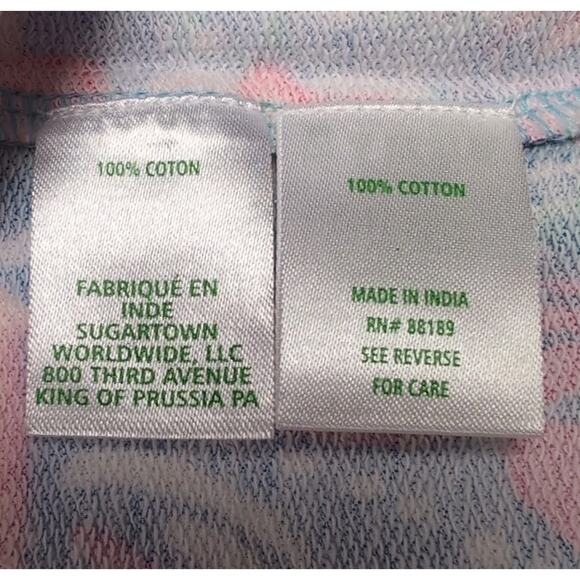 100% COTON
FABRIQUÉ EN
INDE
SUGARTOWN
WORLDWIDE, LLC
800 THIRD AVENUE
KING OF PRUSSIA PA
100% COTTON
MADE IN INDIA
RN# 88189
SEE REVERSE
FOR CARE